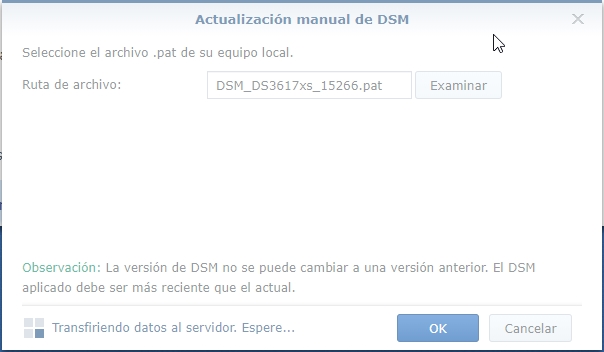 Actualización manual de DSM
Seleccione el archivo .pat de su equipo local.
Ruta de archivo: DSM_DS3617xs_15266.pat Examinar
Observación: La versión de DSM no se puede cambiar a una versión anterior. El DSM
aplicado debe ser más reciente que el actual.
Transfiriendo datos al servidor. Espere... OK Cancelar